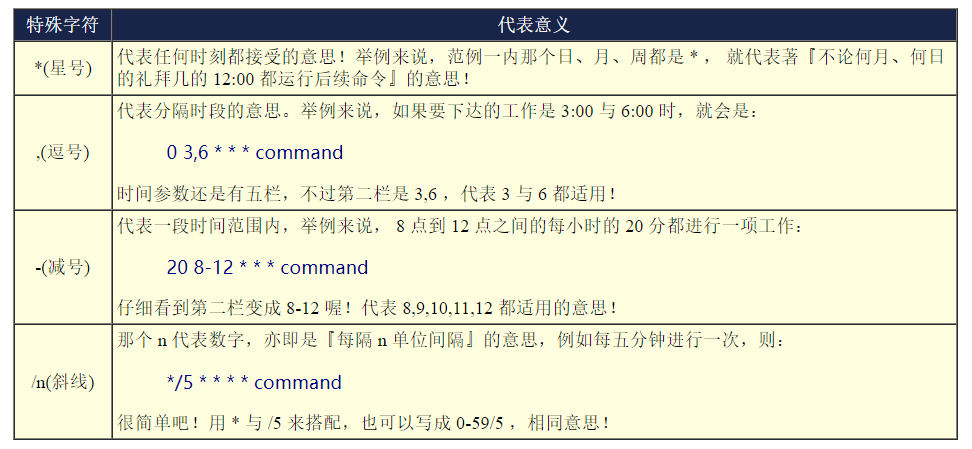 特殊字符 代表意义
*(星号) 代表任何时刻都接受的意思！举例来说，范例一内那个日、月、周都是 * ， 就代表著『不论何月、何日
的礼拜几的 12:00 都运行后续命令』的意思！
,(逗号) 代表分隔时段的意思。举例来说，如果要下达的工作是 3:00 与 6:00 时，就会是：
0 3,6 * * * command
时间参数还是有五栏，不过第二栏是 3,6 ，代表 3 与 6 都适用！
-(减号) 代表一段时间范围内，举例来说， 8 点到 12 点之间的每小时的 20 分都进行一项工作：
20 8-12 * * * command
仔细看到第二栏变成 8-12 喔！代表 8,9,10,11,12 都适用的意思！
/n(斜线) 那个 n 代表数字，亦即是『每隔 n 单位间隔』的意思，例如每五分钟进行一次，则：
*/5 * * * * command
很简单吧！用 * 与 /5 来搭配，也可以写成 0-59/5 ，相同意思！